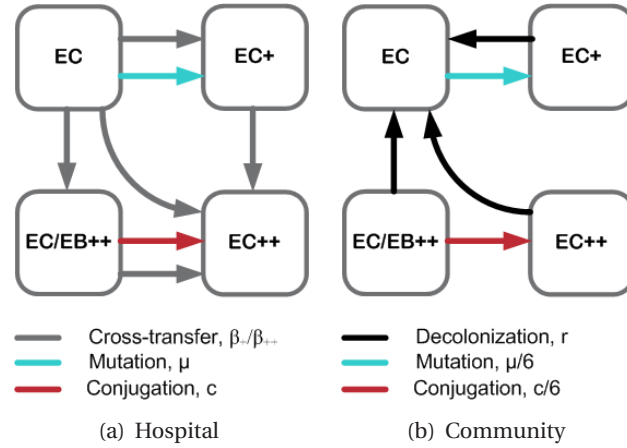 EC
EC+
EC/EB++
EC++
Cross-transfer, β₊/β₊₊
Mutation, μ
Conjugation, c
(a) Hospital
EC
EC+
EC/EB++
EC++
Decolonization, r
Mutation, μ/6
Conjugation, c/6
(b) Community